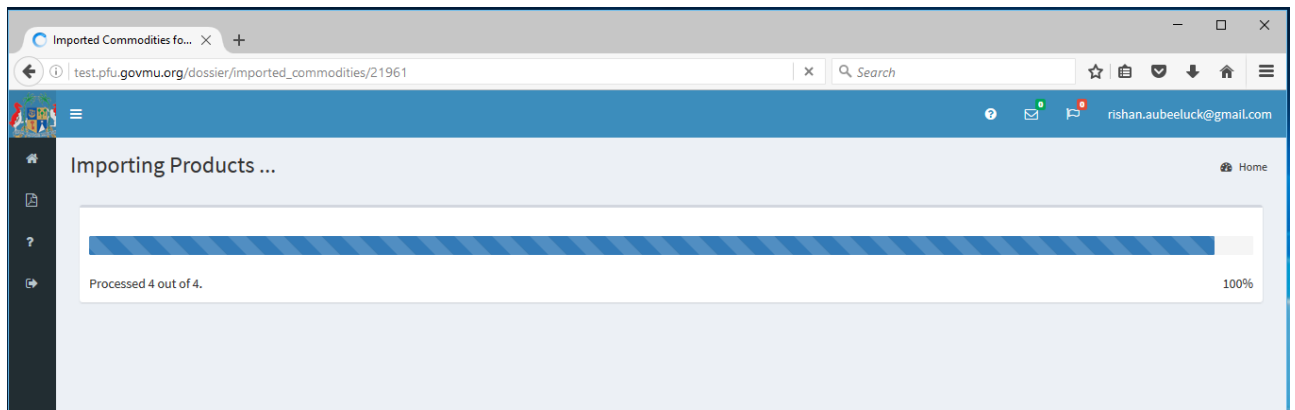 Imported Commodities fo...
test.pfu.govmu.org/dossier/imported_commodities/21961
Search
0
0
rishan.aubeeluck@gmail.com
Importing Products ...
Home
Processed 4 out of 4.
100%